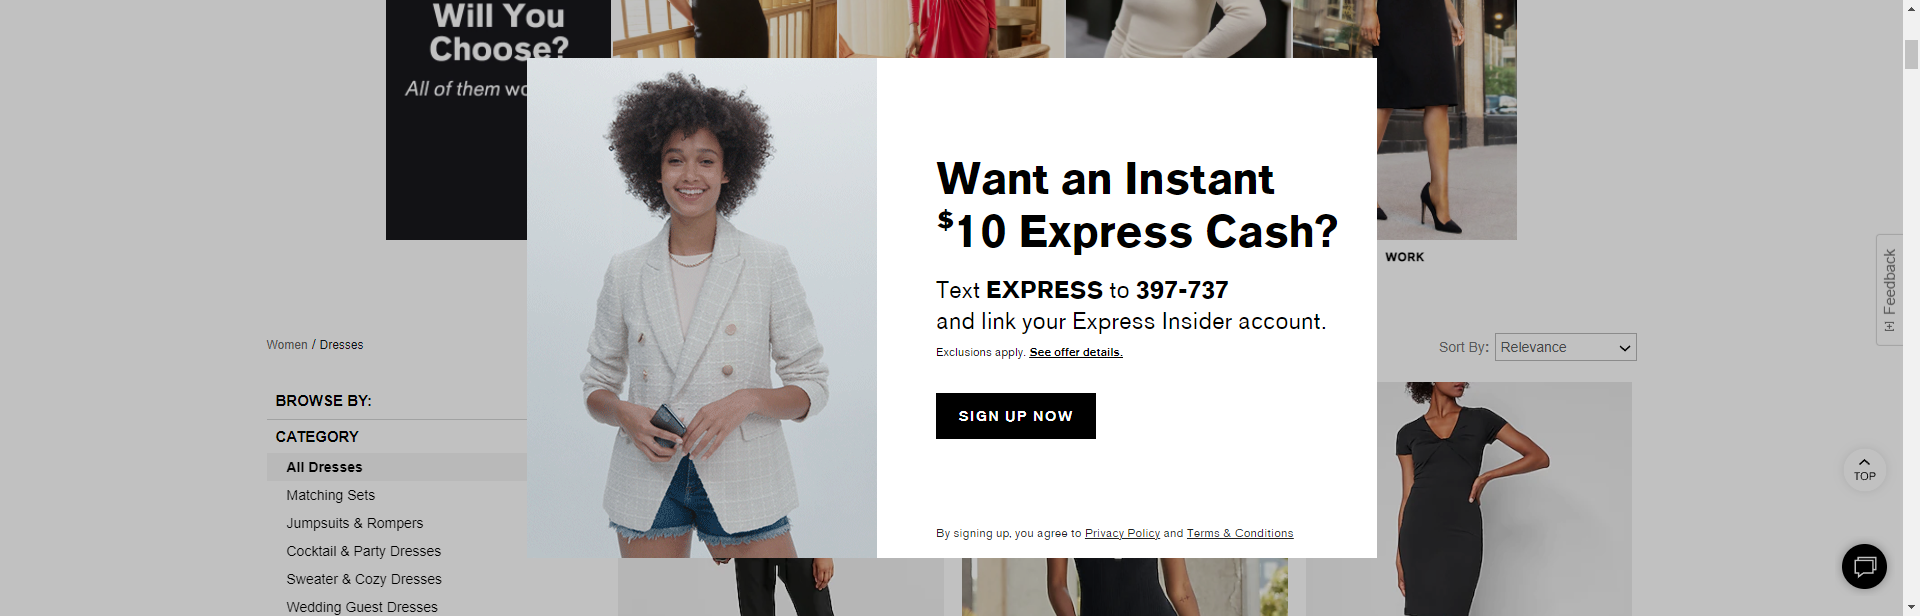 Will You
Choose?
All of them
WORK
Want an Instant
$10 Express Cash?
Text EXPRESS to 397-737
and link your Express Insider account.
Exclusions apply. See offer details.
SIGN UP NOW
By signing up, you agree to Privacy Policy and Terms & Conditions
Women / Dresses
Sort By: Relevance
BROWSE BY:
CATEGORY
All Dresses
Matching Sets
Jumpsuits & Rompers
Cocktail & Party Dresses
Sweater & Cozy Dresses
Wedding Guest Dresses
[+] Feedback
TOP